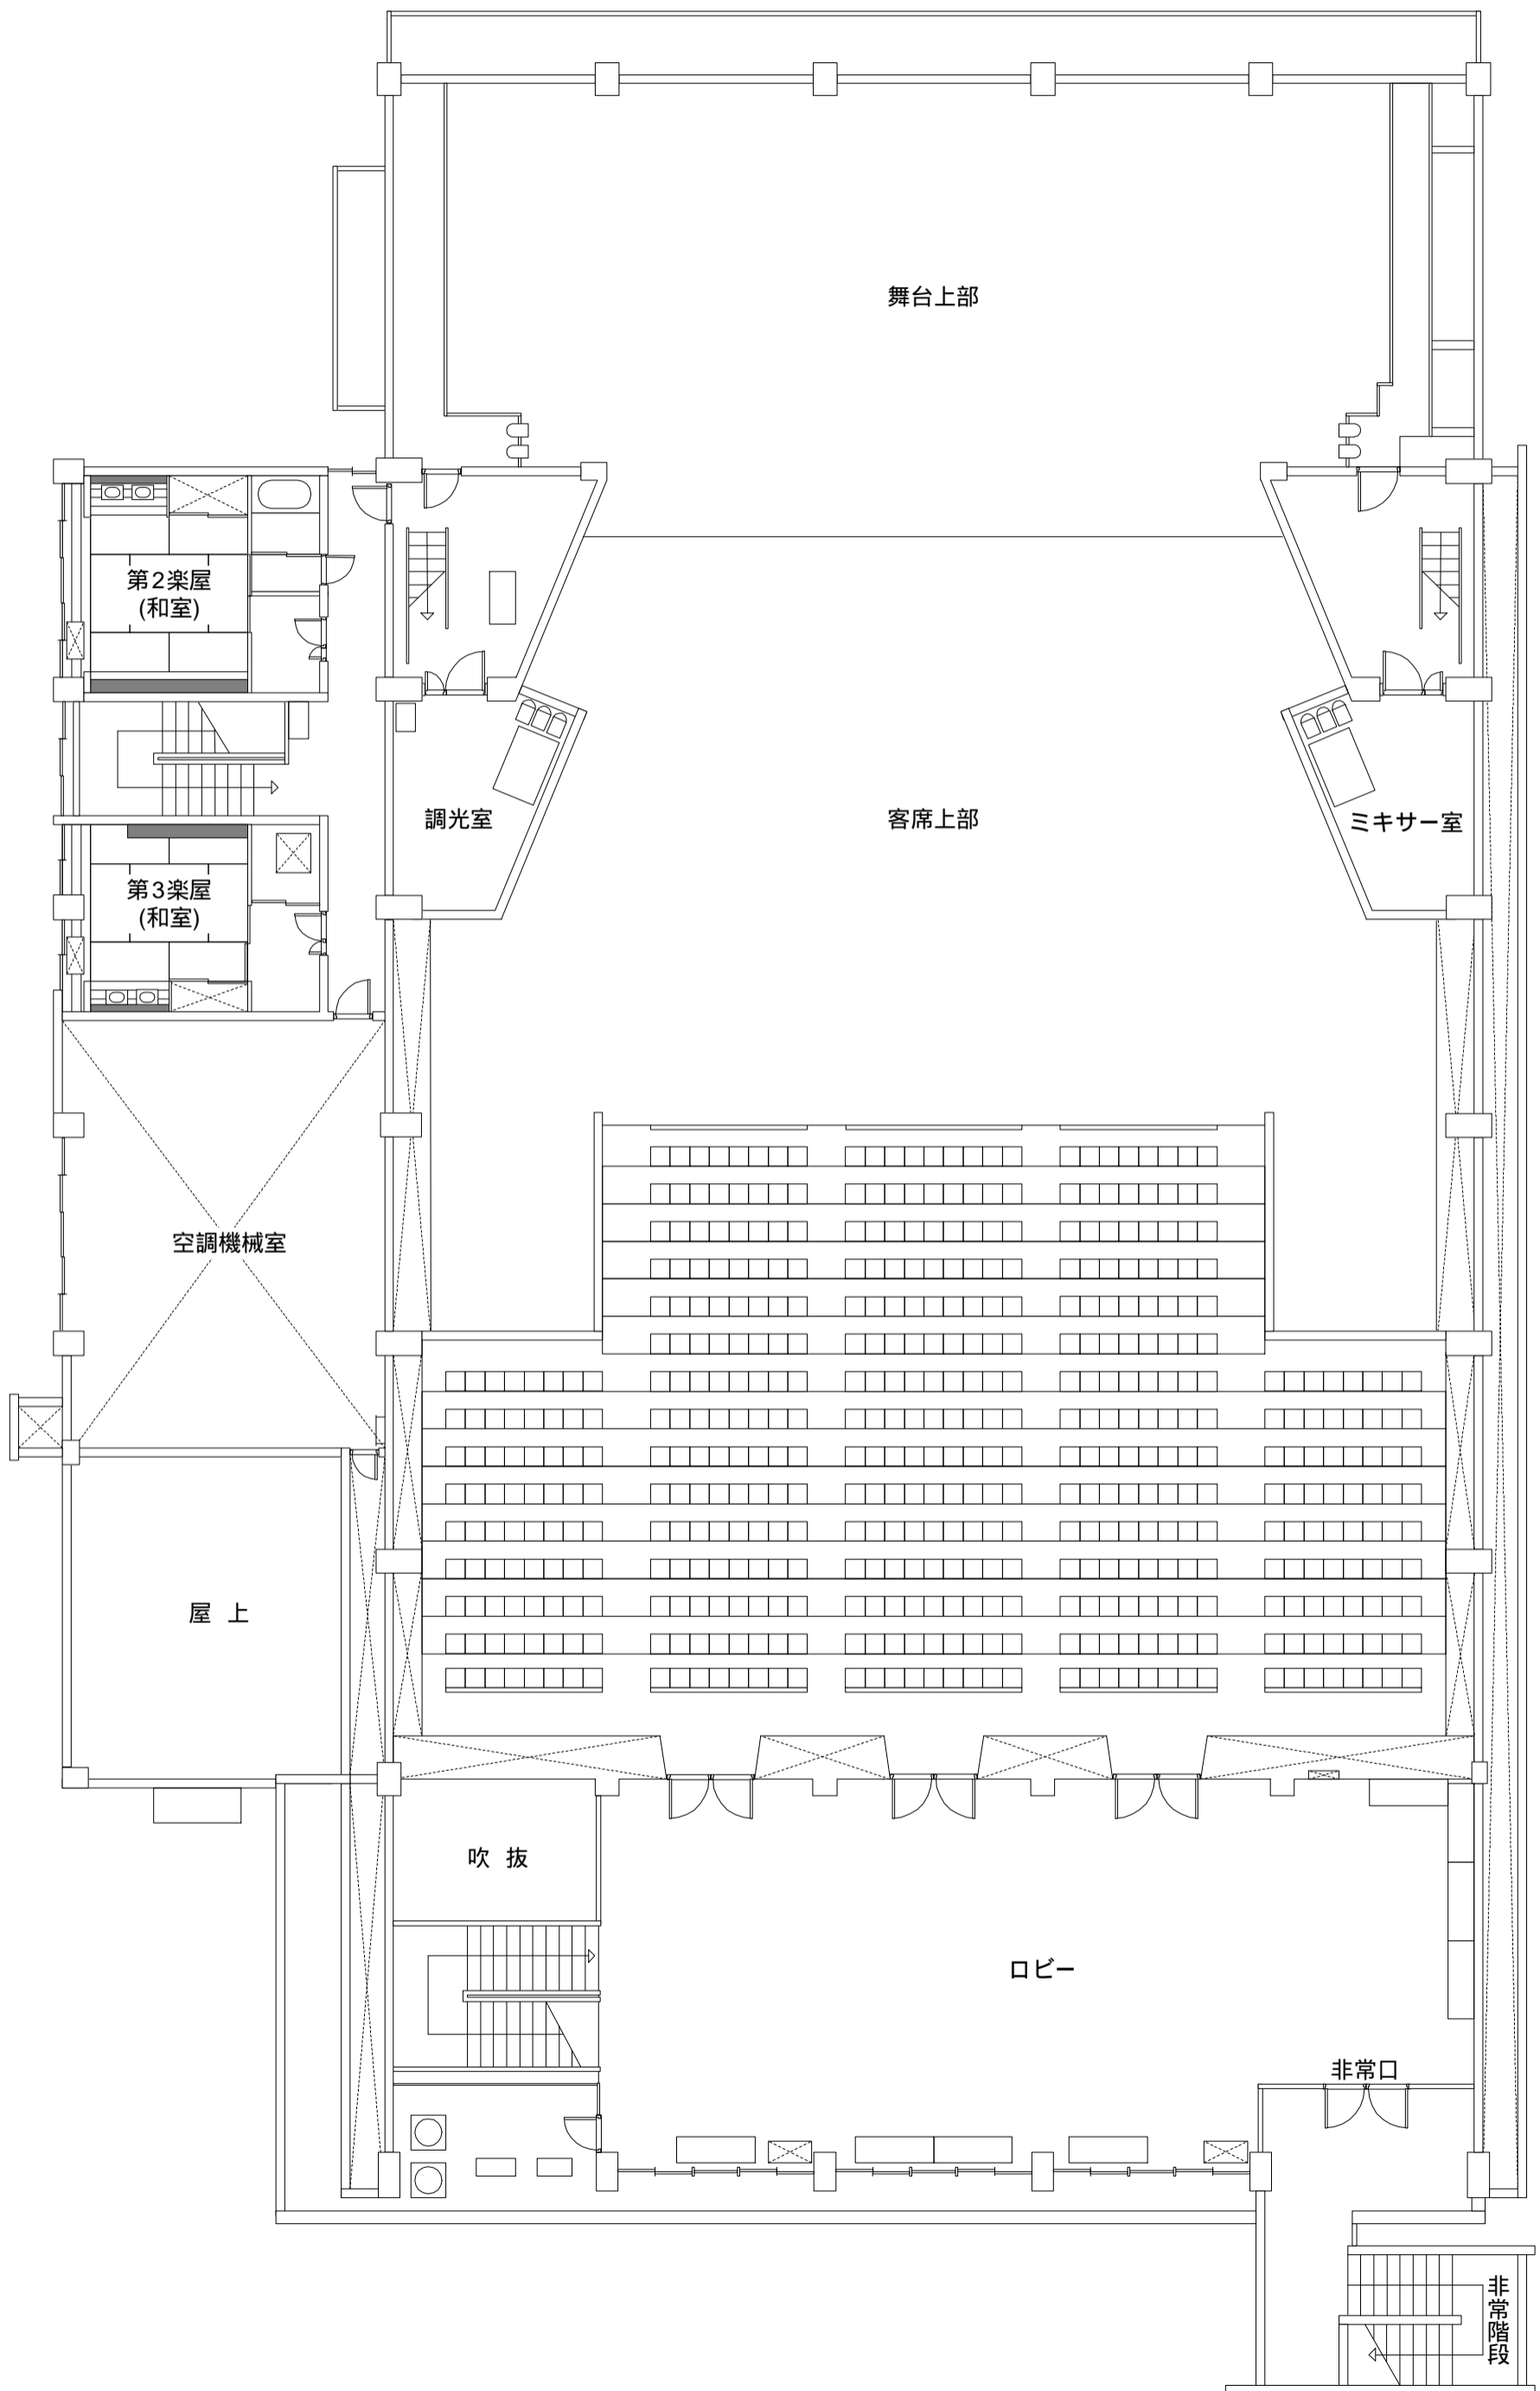 舞台上部
第2楽屋
(和室)
調光室
客席上部
ミキサー室
第3楽屋
(和室)
空調機械室
屋 上
吹 抜
ロビー
非常口
非常階段